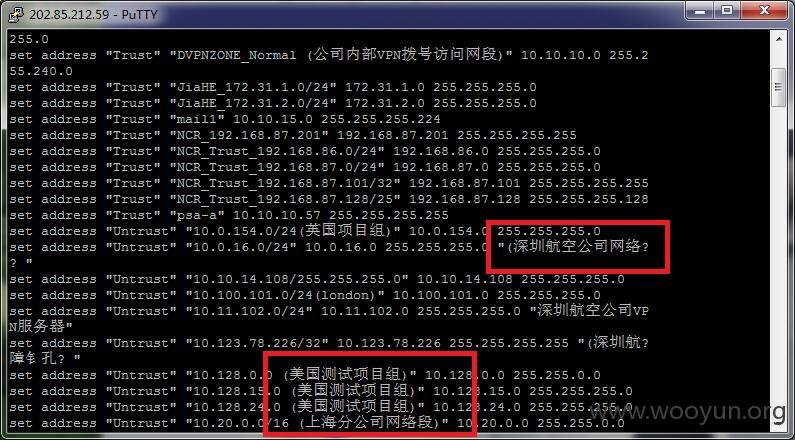 202.85.212.59 - PuTTY
255.0
set address "Trust" "DVPNZONE_Normal (公司内部VPN拨号访问网段)" 10.10.10.0 255.2
55.240.0
set address "Trust" "JiaHE_172.31.1.0/24" 172.31.1.0 255.255.255.0
set address "Trust" "JiaHE_172.31.2.0/24" 172.31.2.0 255.255.255.0
set address "Trust" "mail1" 10.10.15.0 255.255.255.224
set address "Trust" "NCR_192.168.87.201" 192.168.87.201 255.255.255.255
set address "Trust" "NCR_Trust_192.168.86.0/24" 192.168.86.0 255.255.255.0
set address "Trust" "NCR_Trust_192.168.87.0/24" 192.168.87.0 255.255.255.0
set address "Trust" "NCR_Trust_192.168.87.101/32" 192.168.87.101 255.255.255.255
set address "Trust" "NCR_Trust_192.168.87.128/25" 192.168.87.128 255.255.255.128
set address "Trust" "psa-a" 10.10.10.57 255.255.255.255
set address "Untrust" "10.0.154.0/24(英国项目组)" 10.0.154.0 255.255.255.0
set address "Untrust" "10.0.16.0/24" 10.0.16.0 255.255.255.0 "(深圳航空公司网络?
? "
set address "Untrust" "10.10.14.108/255.255.255.0" 10.10.14.108 255.255.255.0
set address "Untrust" "10.100.101.0/24(london)" 10.100.101.0 255.255.255.0
set address "Untrust" "10.11.102.0/24" 10.11.102.0 255.255.255.0 "深圳航空公司VP
N服务器"
set address "Untrust" "10.123.78.226/32" 10.123.78.226 255.255.255.255 "(深圳航?
障钅孔? "
set address "Untrust" "10.128.0.0 (美国测试项目组)" 10.128.0.0 255.255.0.0
set address "Untrust" "10.128.15.0 (美国测试项目组)" 10.128.15.0 255.255.255.0
set address "Untrust" "10.128.24.0 (美国测试项目组)" 10.128.24.0 255.255.255.0
set address "Untrust" "10.20.0.0/16 (上海分公司网络段)" 10.20.0.0 255.255.0.0
www.wooyun.org